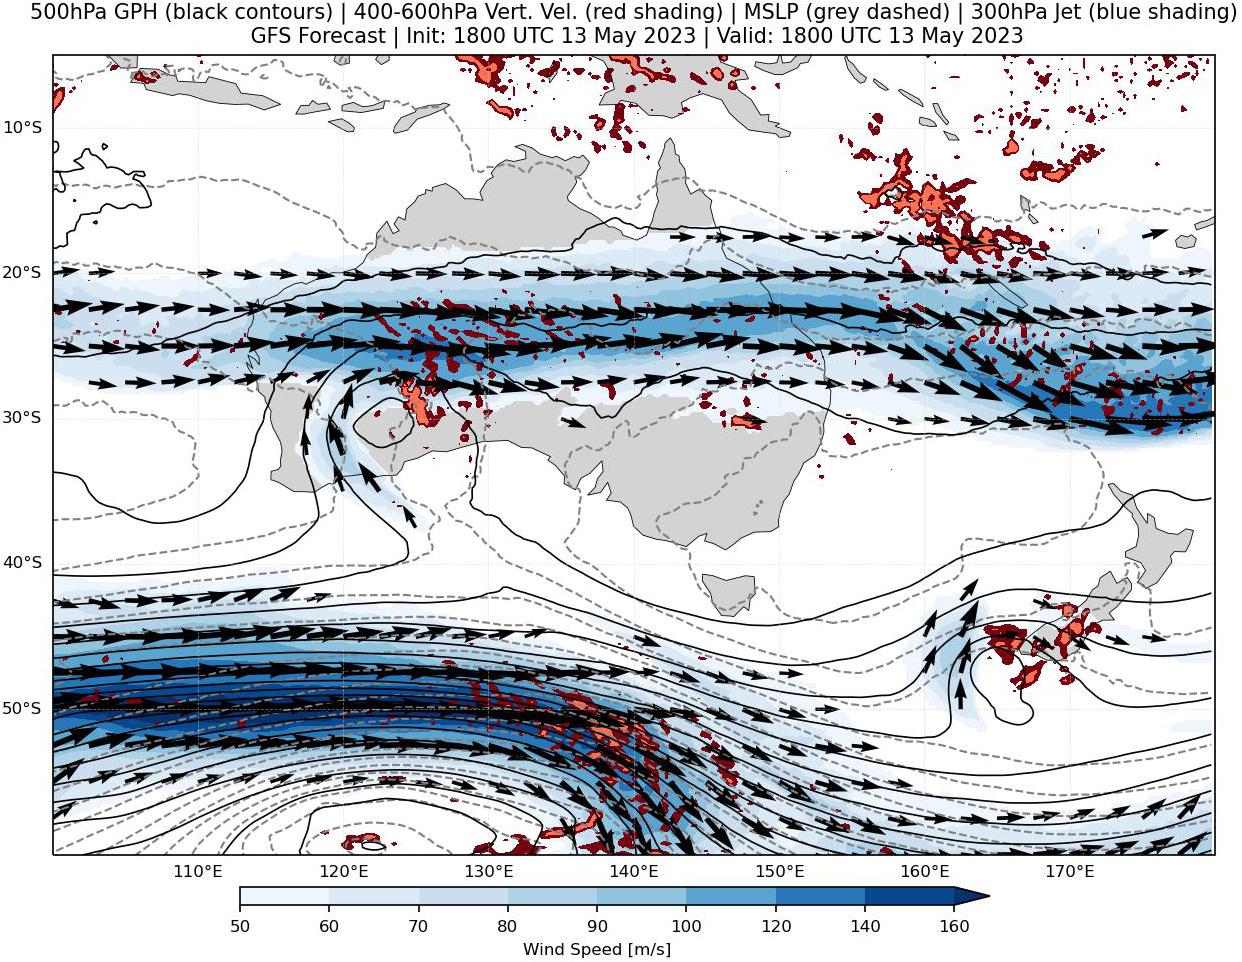 500hPa GPH (black contours) | 400-600hPa Vert. Vel. (red shading) | MSLP (grey dashed) | 300hPa Jet (blue shading)
GFS Forecast | Init: 1800 UTC 13 May 2023 | Valid: 1800 UTC 13 May 2023
10°S
20°S
30°S
40°S
50°S
110°E 120°E 130°E 140°E 150°E 160°E 170°E
50 60 70 80 90 100 120 140 160
Wind Speed [m/s]